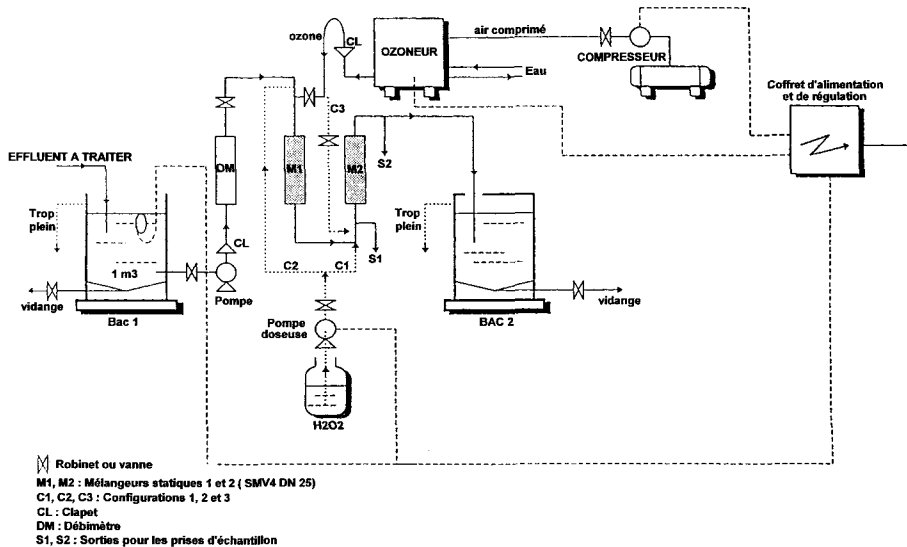 ozone
CL
OZONEUR
air comprimé
COMPRESSEUR
Eau
Coffret d'alimentation
et de régulation
C3
EFFLUENT A TRAITER
DM
M1
M2
S2
Trop
plein
Trop
plein
CL
S1
1 m3
C2
C1
Pompe
vidange
Bac 1
Pompe
doseuse
BAC 2
vidange
H2O2
Robinet ou vanne
M1, M2 : Mélangeurs statiques 1 et 2 ( SMV4 DN 25)
C1, C2, C3 : Configurations 1, 2 et 3
CL : Clapet
DM : Débimètre
S1, S2 : Sorties pour les prises d'échantillon